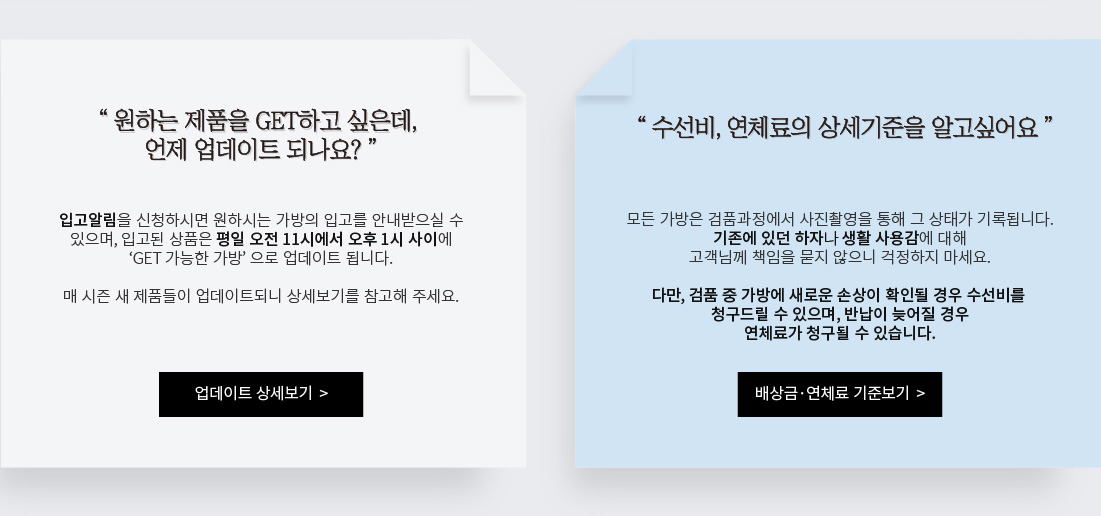 “ 원하는 제품을 GET하고 싶은데,
언제 업데이트 되나요? ”
입고알림을 신청하시면 원하시는 가방의 입고를 안내받으실 수
있으며, 입고된 상품은 평일 오전 11시에서 오후 1시 사이에
‘GET 가능한 가방’ 으로 업데이트 됩니다.
매 시즌 새 제품들이 업데이트되니 상세보기를 참고해 주세요.
업데이트 상세보기 >
“ 수선비, 연체료의 상세기준을 알고싶어요 ”
모든 가방은 검품과정에서 사진촬영을 통해 그 상태가 기록됩니다.
기존에 있던 하자나 생활 사용감에 대해
고객님께 책임을 묻지 않으니 걱정하지 마세요.
다만, 검품 중 가방에 새로운 손상이 확인될 경우 수선비를
청구드릴 수 있으며, 반납이 늦어질 경우
연체료가 청구될 수 있습니다.
배상금·연체료 기준보기 >